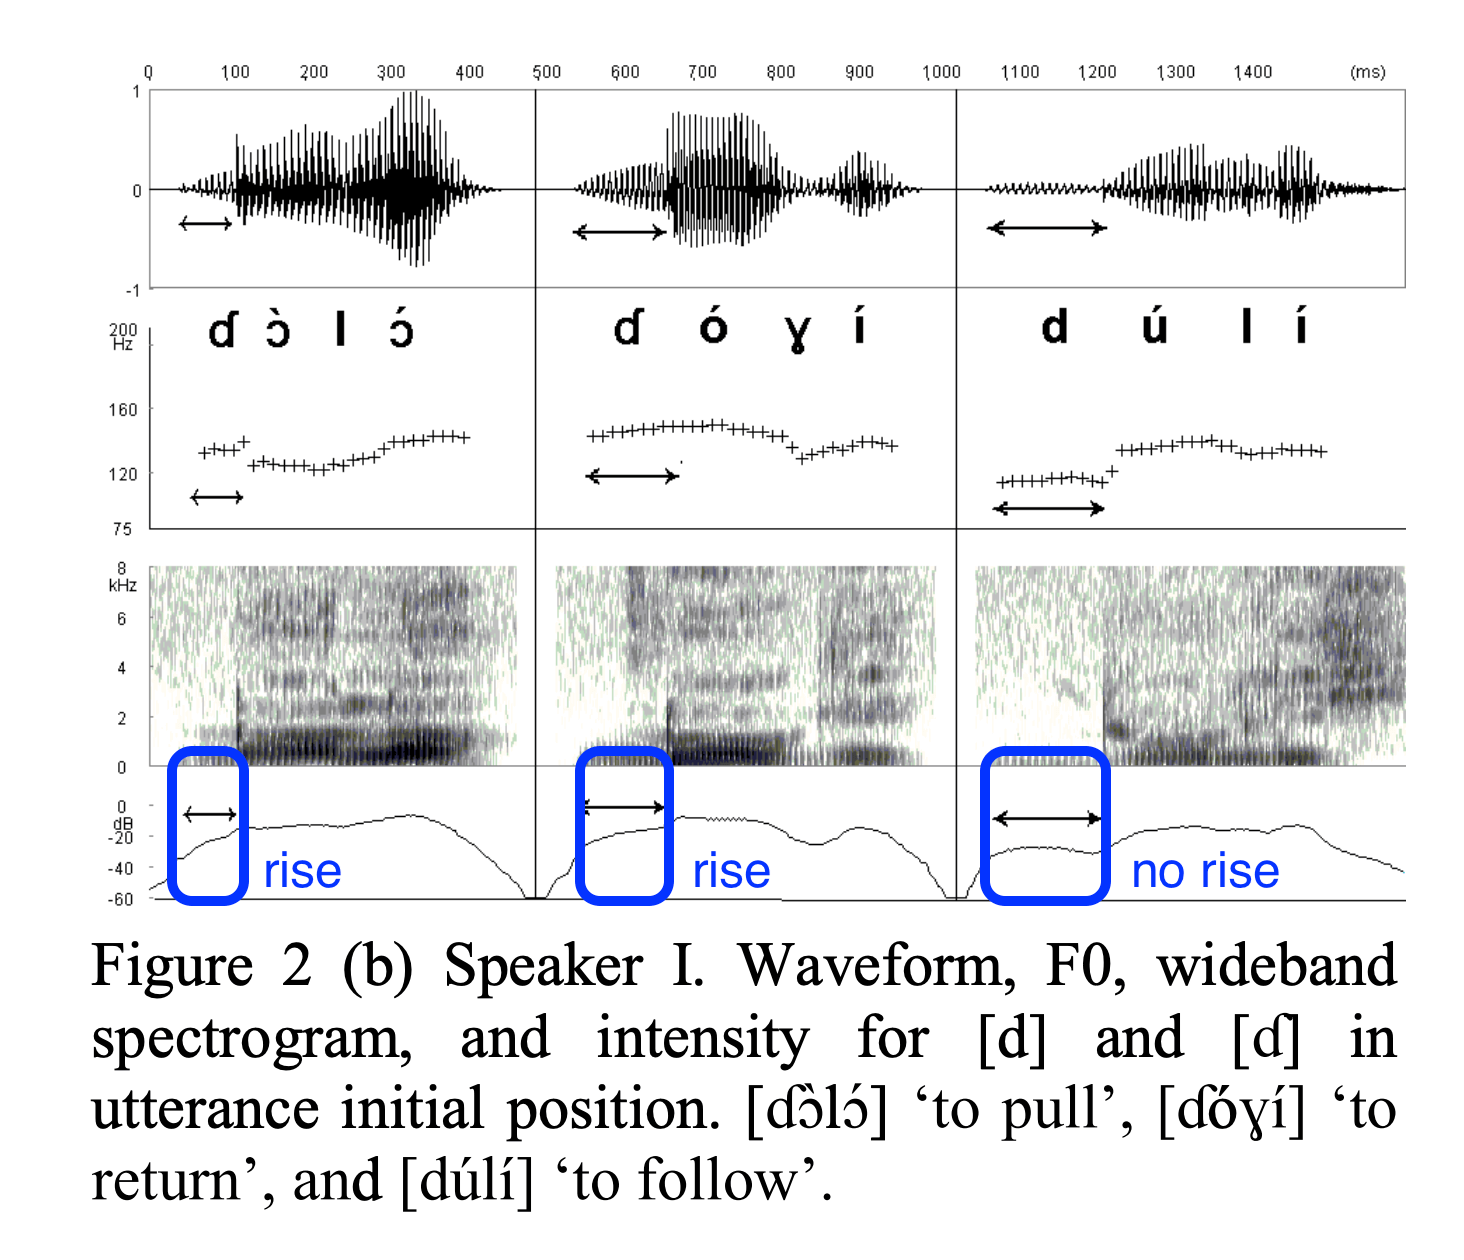 0 100 200 300 400 500 600 700 800 900 1000 1100 1200 1300 1400 (ms)
1
0
-1
ɗ ɔ̀ l ɔ́ ɗ ó ɣ í d ú l í
200
Hz
160
120
75
8
kHz
6
4
2
0
0
dB
-20
-40
-60
rise rise no rise
Figure 2 (b) Speaker I. Waveform, F0, wideband
spectrogram, and intensity for [d] and [ɗ] in
utterance initial position. [ɗɔ̀lɔ́] ‘to pull’, [ɗóɣí] ‘to
return’, and [dúlí] ‘to follow’.